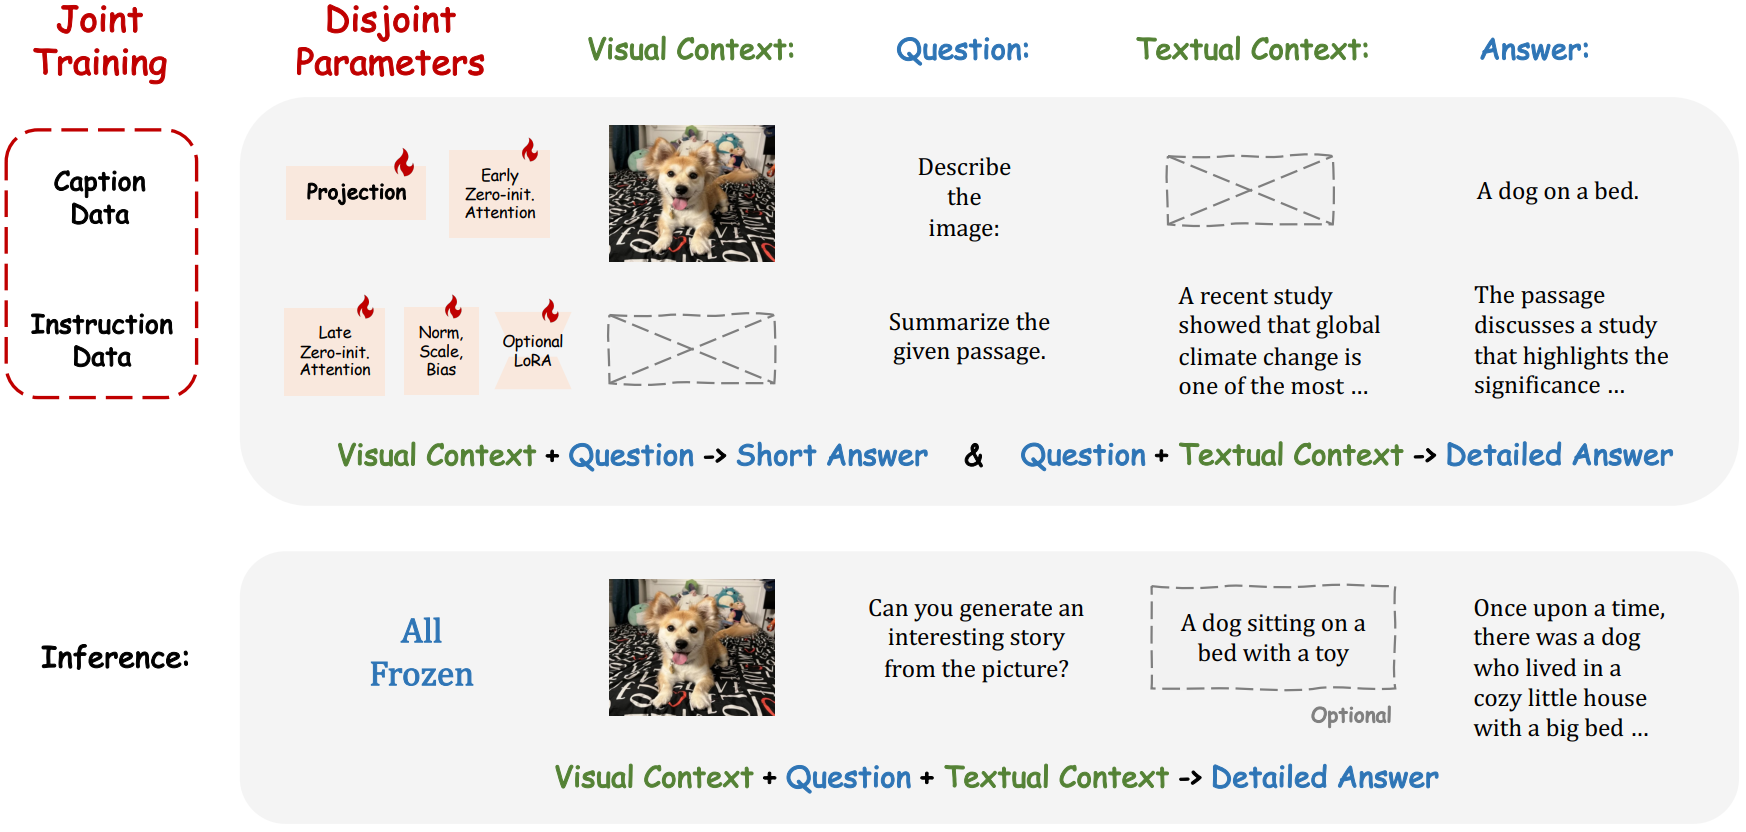 Joint
Training
Disjoint
Parameters
Visual Context:
Question:
Textual Context:
Answer:
Caption
Data
Projection
Early
Zero-init.
Attention
Describe
the
image:
A dog on a bed.
Instruction
Data
Late
Zero-init.
Attention
Norm,
Scale,
Bias
Optional
LoRA
Summarize the
given passage.
A recent study
showed that global
climate change is
one of the most ...
The passage
discusses a study
that highlights the
significance ...
Visual Context + Question -> Short Answer & Question + Textual Context -> Detailed Answer
Inference:
All
Frozen
Can you generate an
interesting story
from the picture?
A dog sitting on a
bed with a toy
Optional
Once upon a time,
there was a dog
who lived in a
cozy little house
with a big bed ...
Visual Context + Question + Textual Context -> Detailed Answer